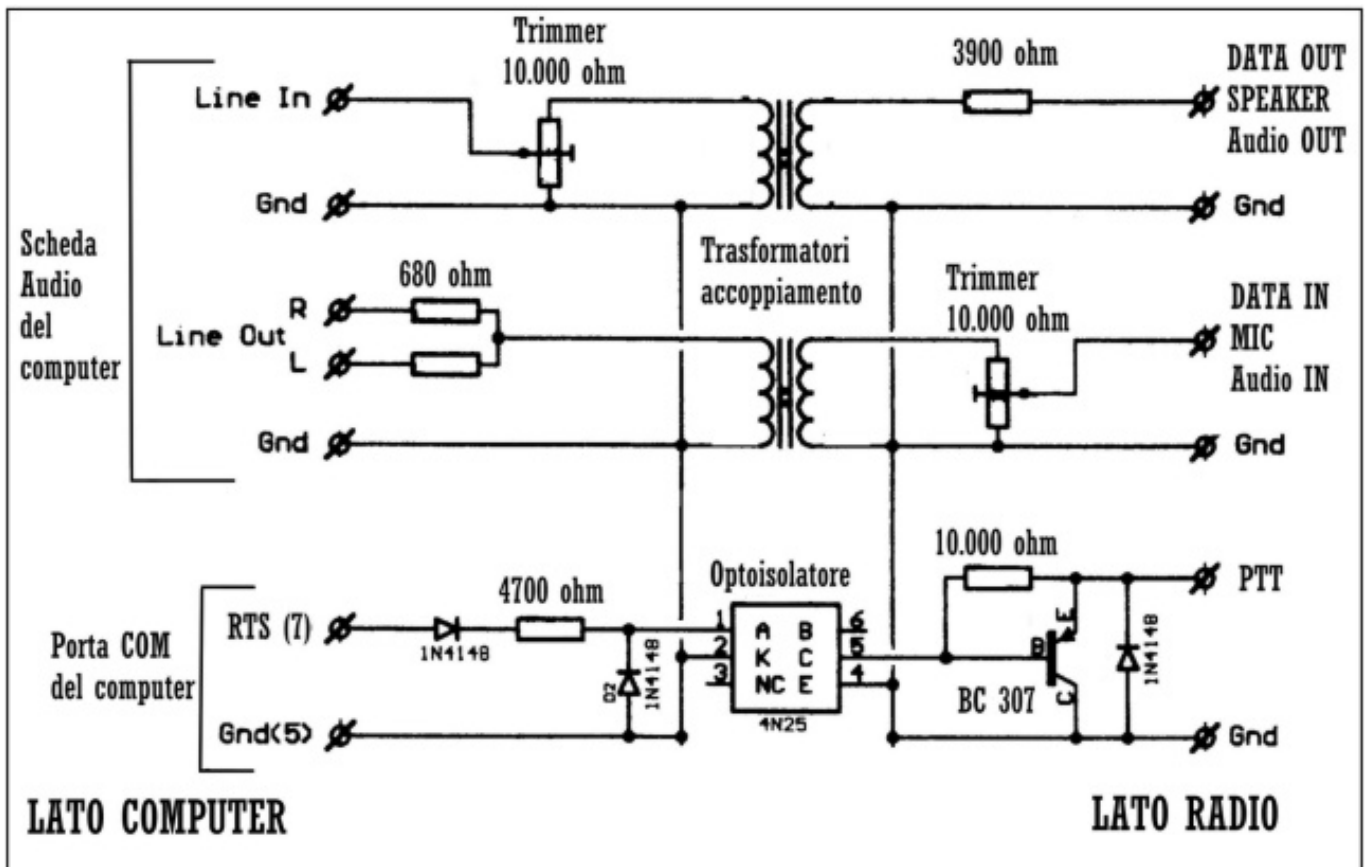 Trimmer
10.000 ohm
3900 ohm
DATA OUT
SPEAKER
Audio OUT
Line In
Gnd
Gnd
Scheda
Audio
del
computer
680 ohm
R
Line Out
L
Gnd
Trasformatori
accoppiamento
Trimmer
10.000 ohm
DATA IN
MIC
Audio IN
Gnd
Porta COM
del computer
RTS (7)
1N4148
4700 ohm
D2
1N4148
Gnd(5)
Optoisolatore
1 A B 6
2 K C 5
3 NC E 4
4N25
10.000 ohm
PTT
B
E
C
BC 307
1N4148
Gnd
LATO COMPUTER
LATO RADIO